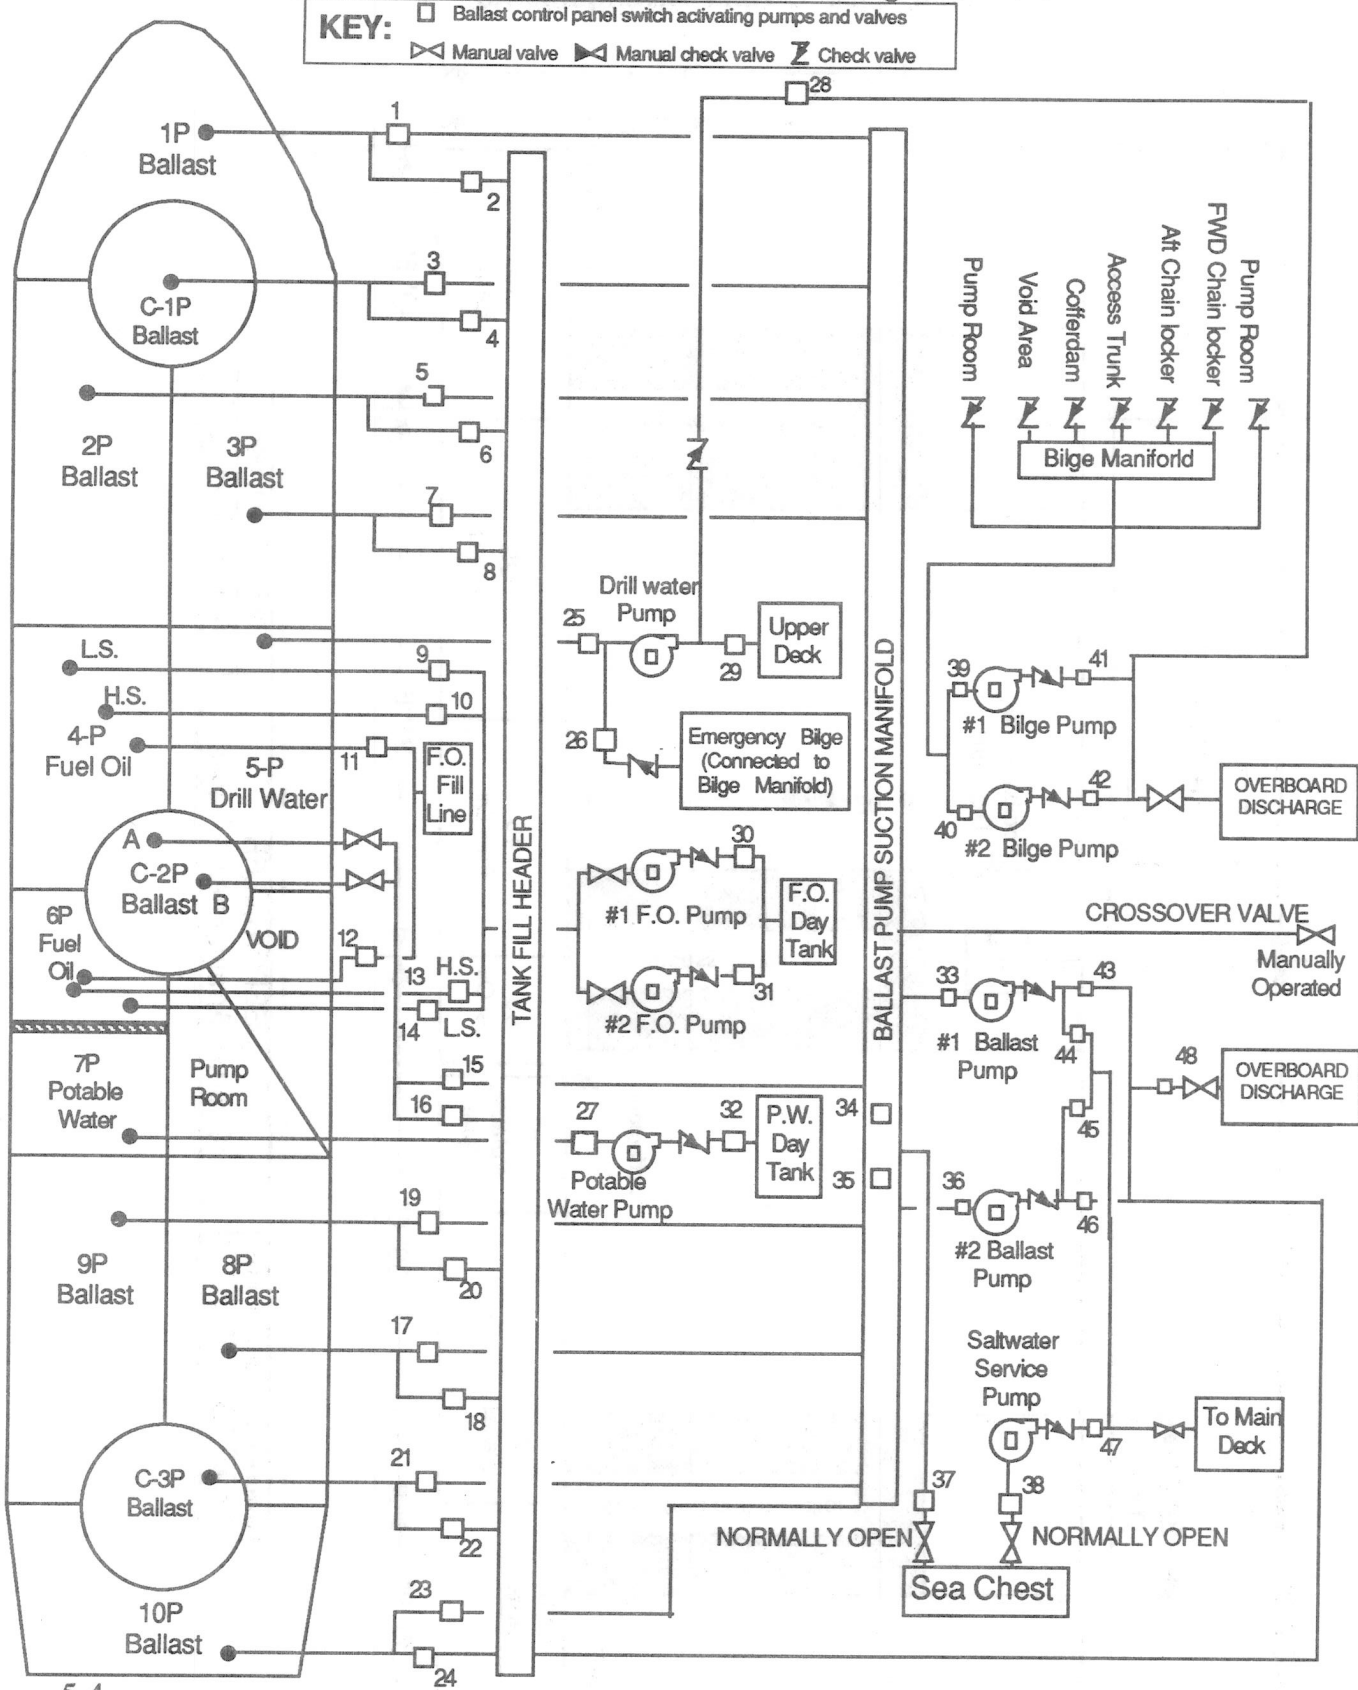 KEY:
Ballast control panel switch activating pumps and valves
Manual valve
Manual check valve
Check valve
28
1
1P
Ballast
2
3
C-1P
Ballast
4
5
6
2P
Ballast
3P
Ballast
7
8
Pump Room
Void Area
Cofferdam
Access Trunk
Aft Chain locker
FWD Chain locker
Pump Room
Bilge Maniforld
Drill water
Pump
25
29
Upper
Deck
L.S.
9
H.S.
10
4-P
Fuel Oil
11
F.O.
Fill
Line
5-P
Drill Water
26
Emergency Bilge
(Connected to
Bilge Manifold)
39
41
#1 Bilge Pump
42
40
#2 Bilge Pump
OVERBOARD
DISCHARGE
TANK FILL HEADER
BALLAST PUMP SUCTION MANIFOLD
A
C-2P
Ballast B
30
#1 F.O. Pump
F.O.
Day
Tank
31
#2 F.O. Pump
CROSSOVER VALVE
Manually
Operated
6P
Fuel
Oil
VOID
12
13
H.S.
14
L.S.
33
43
#1 Ballast
Pump
44
48
OVERBOARD
DISCHARGE
45
7P
Potable
Water
Pump
Room
15
16
27
32
Potable
Water Pump
P.W.
Day
Tank
34
35
36
46
#2 Ballast
Pump
19
20
9P
Ballast
8P
Ballast
17
18
Saltwater
Service
Pump
47
To Main
Deck
C-3P
Ballast
21
22
37
38
NORMALLY OPEN
NORMALLY OPEN
Sea Chest
10P
Ballast
23
24